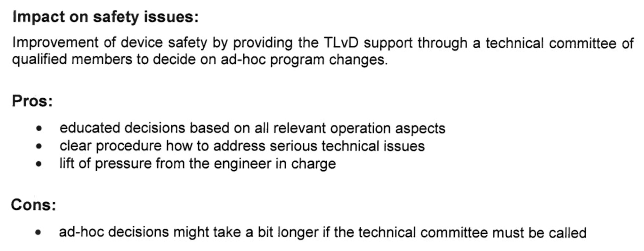 Impact on safety issues:
Improvement of device safety by providing the TLvD support through a technical committee of
qualified members to decide on ad-hoc program changes.
Pros:
• educated decisions based on all relevant operation aspects
• clear procedure how to address serious technical issues
• lift of pressure from the engineer in charge
Cons:
• ad-hoc decisions might take a bit longer if the technical committee must be called